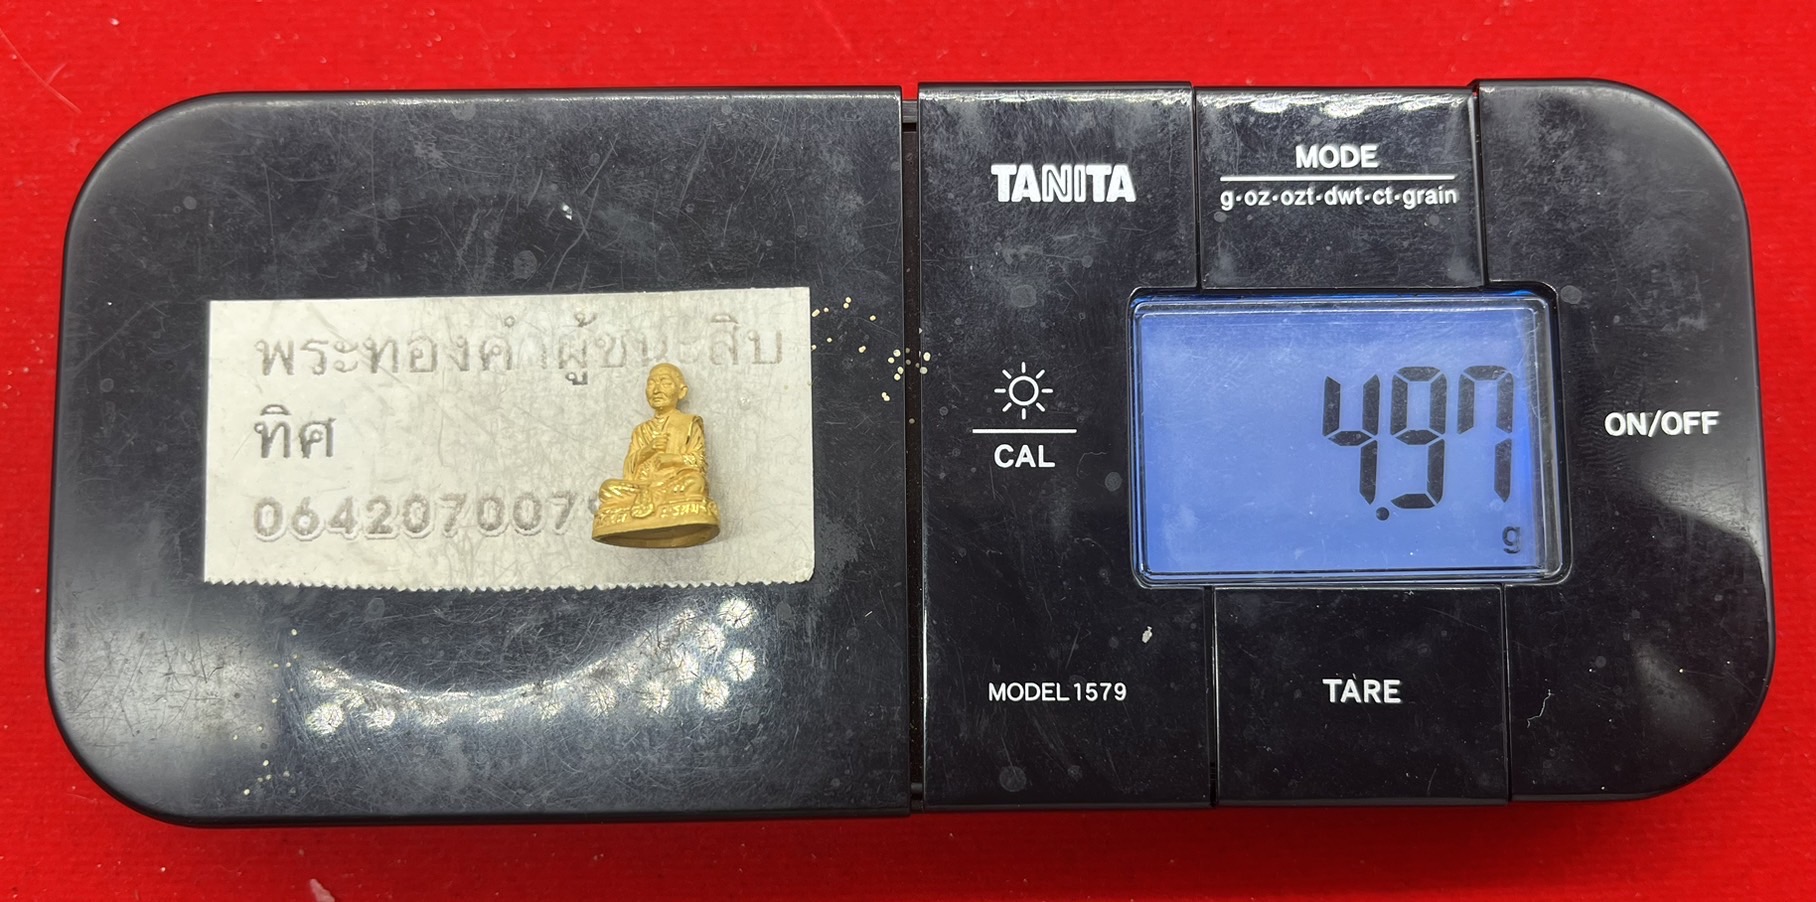 พระทองคำผู้ชนะสิบ
ทิศ
064207007
TANITA
MODE
g·oz·ozt·dwt·ct·grain
4.97
g
CAL
ON/OFF
MODEL 1579
TARE